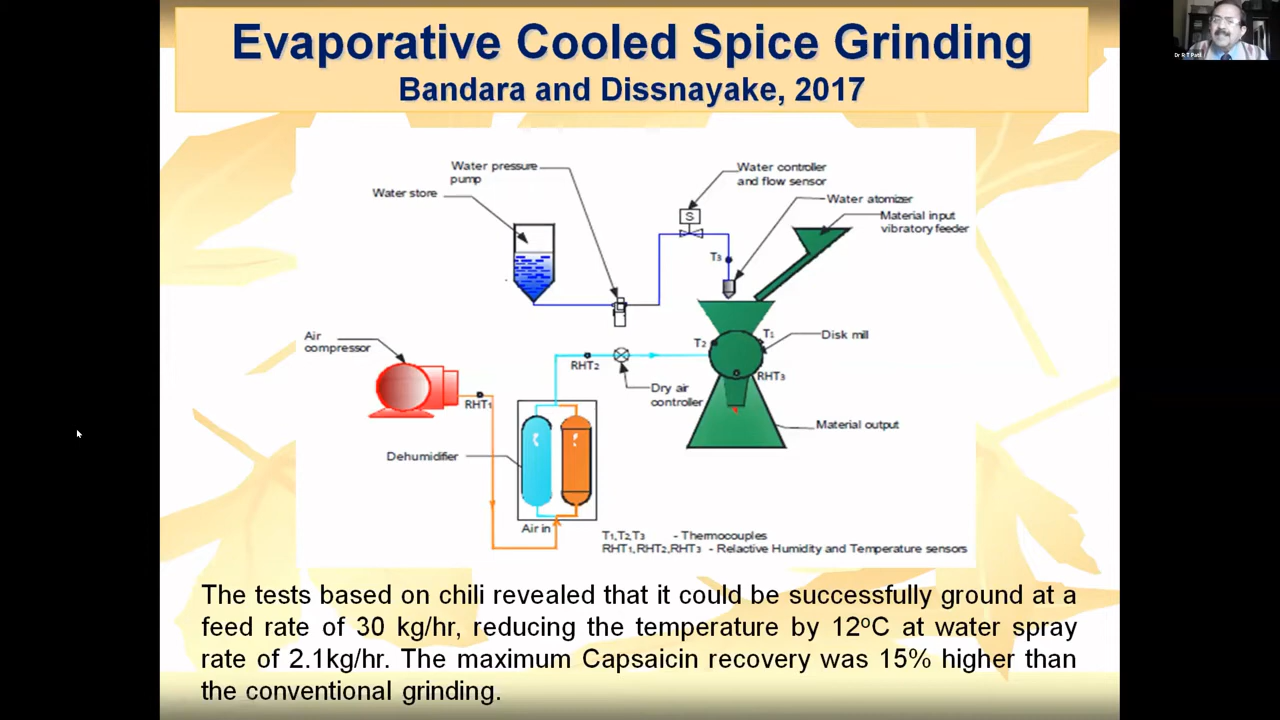 Evaporative Cooled Spice Grinding
Bandara and Dissnayake, 2017
Dr R T Patil
Water pressure
pump
Water store
Water controller
and flow sensor
Water atomizer
Material input
vibratory feeder
S
T3
Air
compressor
T1
T2
Disk mill
RHT2
RHT3
Dry air
controller
RHT1
Material output
Dehumidifier
Air in
T1,T2,T3 - Thermocouples
RHT1,RHT2,RHT3 - Relactive Humidity and Temperature sensors
The tests based on chili revealed that it could be successfully ground at a
feed rate of 30 kg/hr, reducing the temperature by 12oC at water spray
rate of 2.1kg/hr. The maximum Capsaicin recovery was 15% higher than
the conventional grinding.